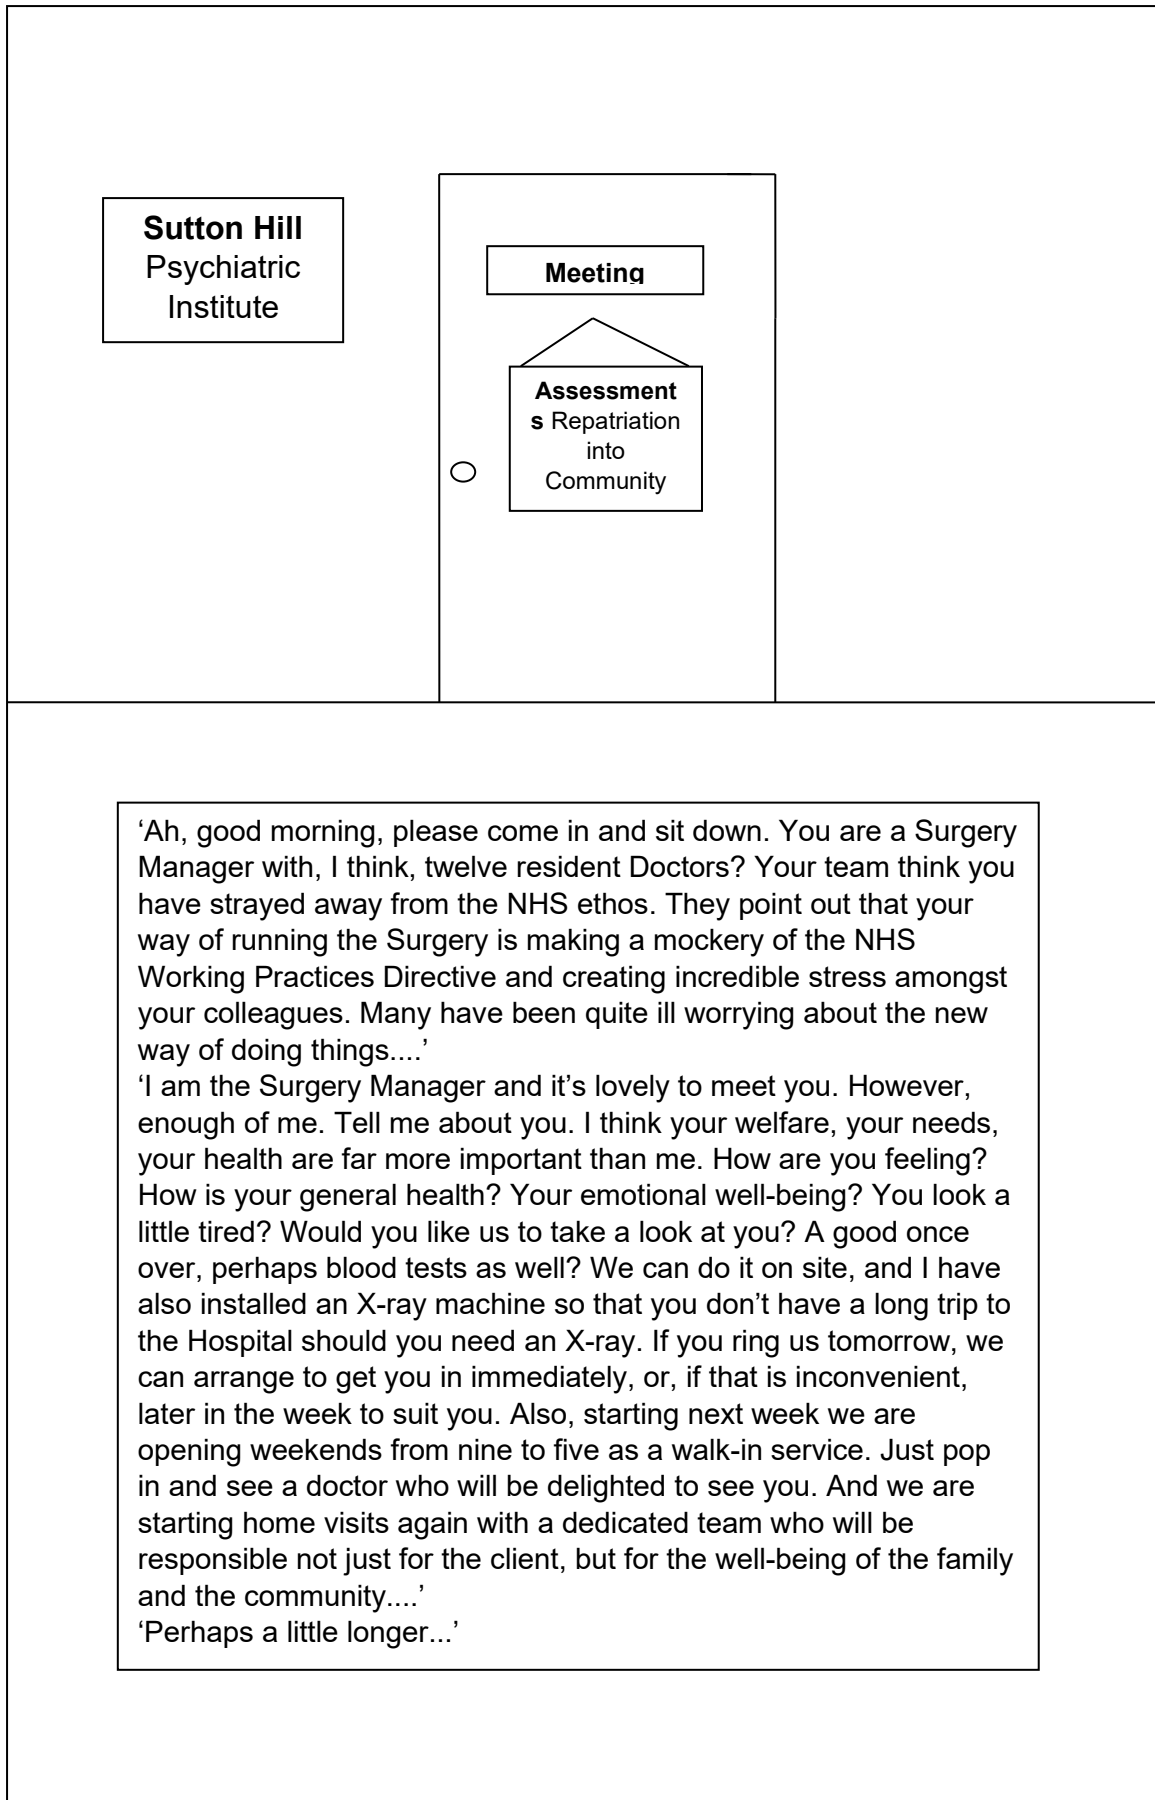 Sutton Hill
Psychiatric
Institute
Meeting
Assessment
s Repatriation
into
Community
‘Ah, good morning, please come in and sit down. You are a Surgery
Manager with, I think, twelve resident Doctors? Your team think you
have strayed away from the NHS ethos. They point out that your
way of running the Surgery is making a mockery of the NHS
Working Practices Directive and creating incredible stress amongst
your colleagues. Many have been quite ill worrying about the new
way of doing things....’
‘I am the Surgery Manager and it’s lovely to meet you. However,
enough of me. Tell me about you. I think your welfare, your needs,
your health are far more important than me. How are you feeling?
How is your general health? Your emotional well-being? You look a
little tired? Would you like us to take a look at you? A good once
over, perhaps blood tests as well? We can do it on site, and I have
also installed an X-ray machine so that you don’t have a long trip to
the Hospital should you need an X-ray. If you ring us tomorrow, we
can arrange to get you in immediately, or, if that is inconvenient,
later in the week to suit you. Also, starting next week we are
opening weekends from nine to five as a walk-in service. Just pop
in and see a doctor who will be delighted to see you. And we are
starting home visits again with a dedicated team who will be
responsible not just for the client, but for the well-being of the family
and the community....’
‘Perhaps a little longer...’